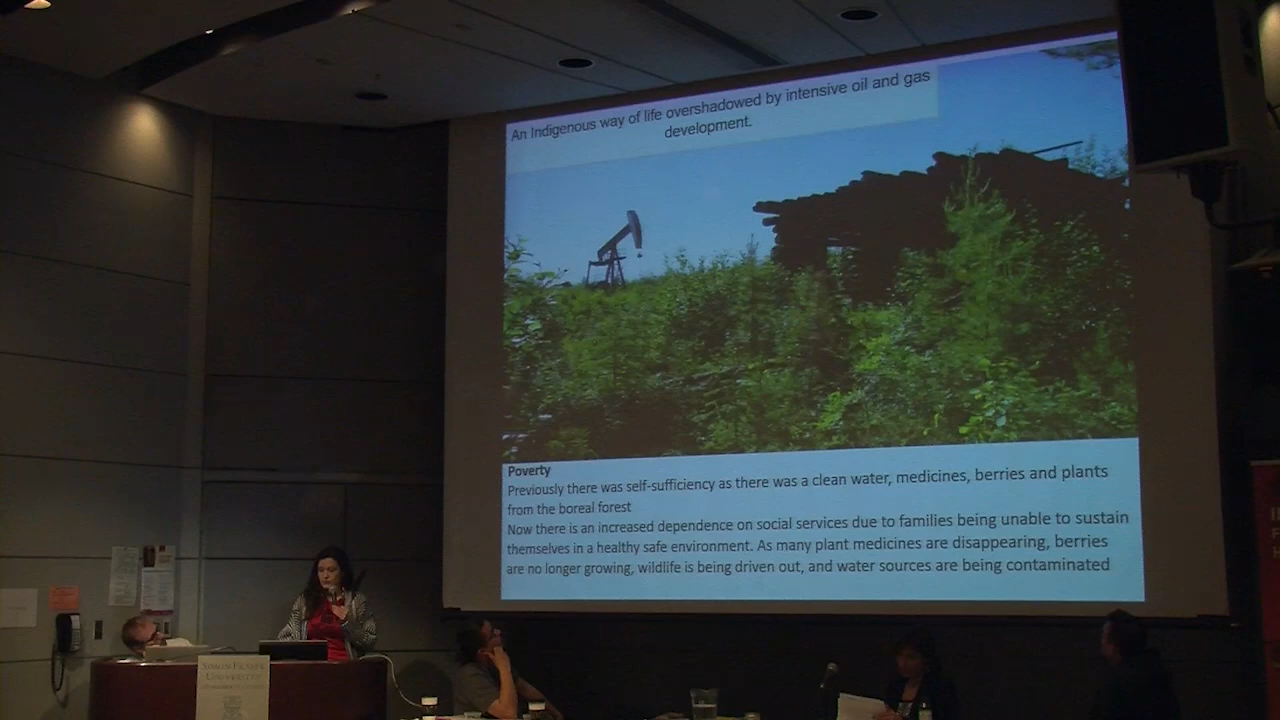 An Indigenous way of life overshadowed by intensive oil and gas
development.
Poverty
Previously there was self-sufficiency as there was a clean water, medicines, berries and plants
from the boreal forest
Now there is an increased dependence on social services due to families being unable to sustain
themselves in a healthy safe environment. As many plant medicines are disappearing, berries
are no longer growing, wildlife is being driven out, and water sources are being contaminated
SIMON FRASER
UNIVERSITY